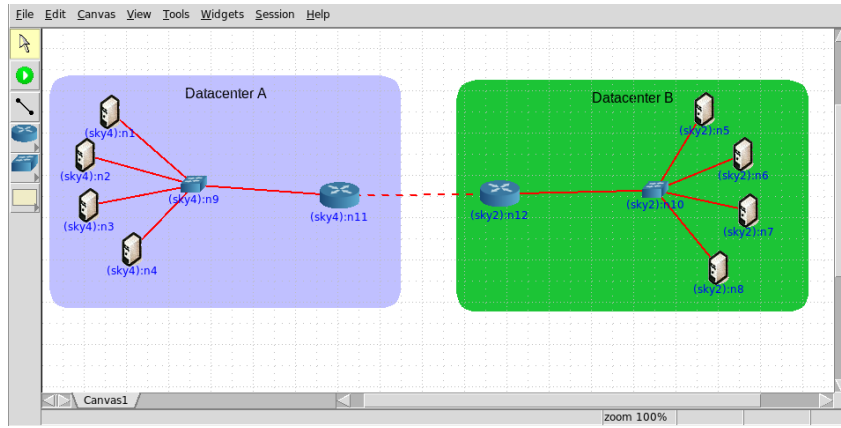 File Edit Canvas View Tools Widgets Session Help
Datacenter A
(sky4):n1
(sky4):n2
(sky4):n3
(sky4):n4
(sky4):n9
(sky4):n11
Datacenter B
(sky2):n5
(sky2):n6
(sky2):n7
(sky2):n8
(sky2):n10
(sky2):n12
Canvas1
zoom 100%